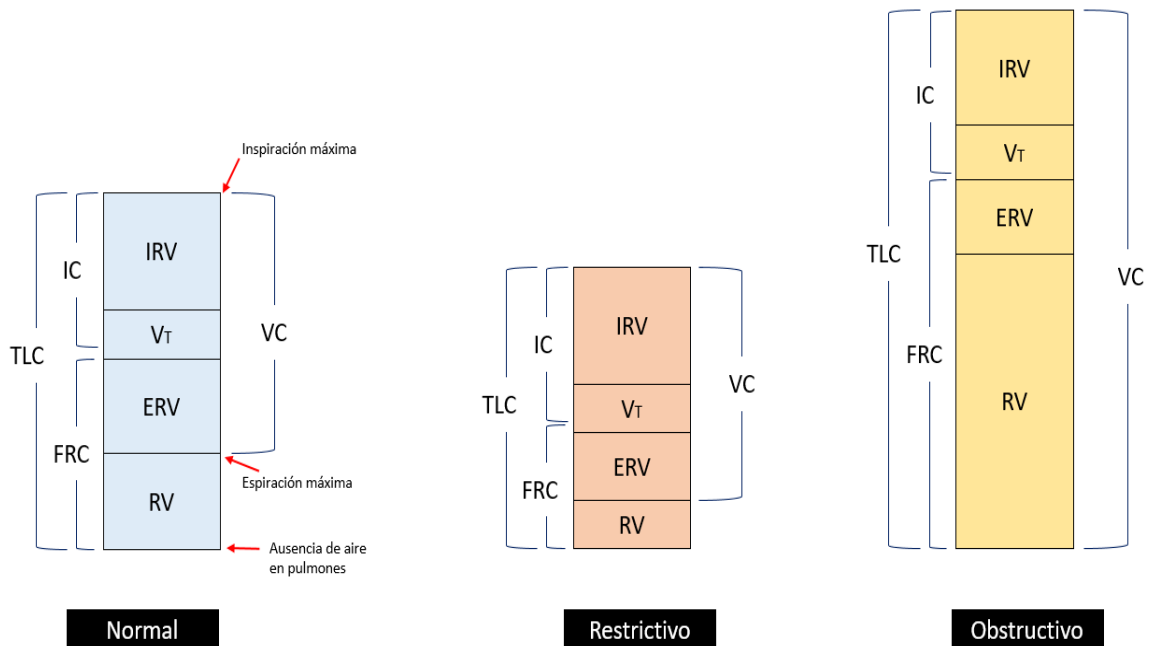 Inspiración máxima
IRV
IC
VT
VC
TLC
ERV
FRC
Espiración máxima
RV
Ausencia de aire
en pulmones
Normal
IRV
IC
VC
TLC
VT
ERV
FRC
RV
Restrictivo
IRV
IC
VT
ERV
TLC
VC
FRC
RV
Obstructivo